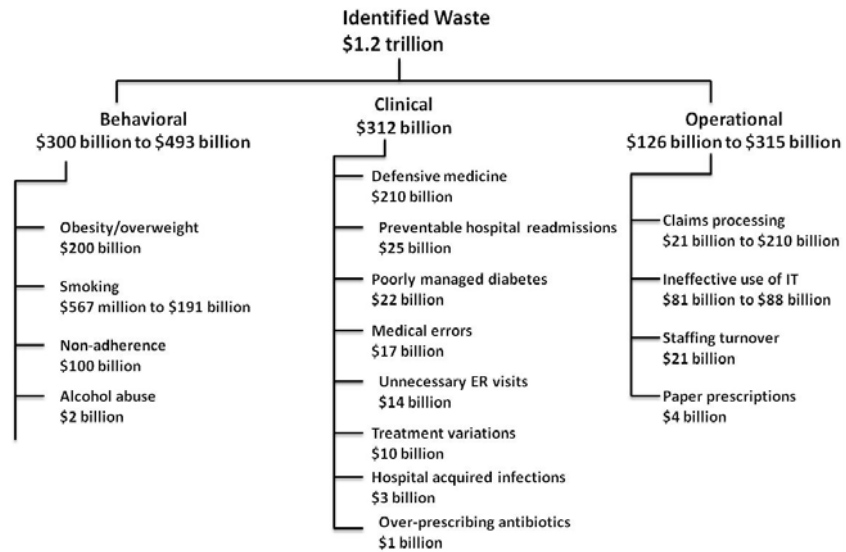 Identified Waste
$1.2 trillion
Behavioral
$300 billion to $493 billion
Obesity/overweight
$200 billion
Smoking
$567 million to $191 billion
Non-adherence
$100 billion
Alcohol abuse
$2 billion
Clinical
$312 billion
Defensive medicine
$210 billion
Preventable hospital readmissions
$25 billion
Poorly managed diabetes
$22 billion
Medical errors
$17 billion
Unnecessary ER visits
$14 billion
Treatment variations
$10 billion
Hospital acquired infections
$3 billion
Over-prescribing antibiotics
$1 billion
Operational
$126 billion to $315 billion
Claims processing
$21 billion to $210 billion
Ineffective use of IT
$81 billion to $88 billion
Staffing turnover
$21 billion
Paper prescriptions
$4 billion